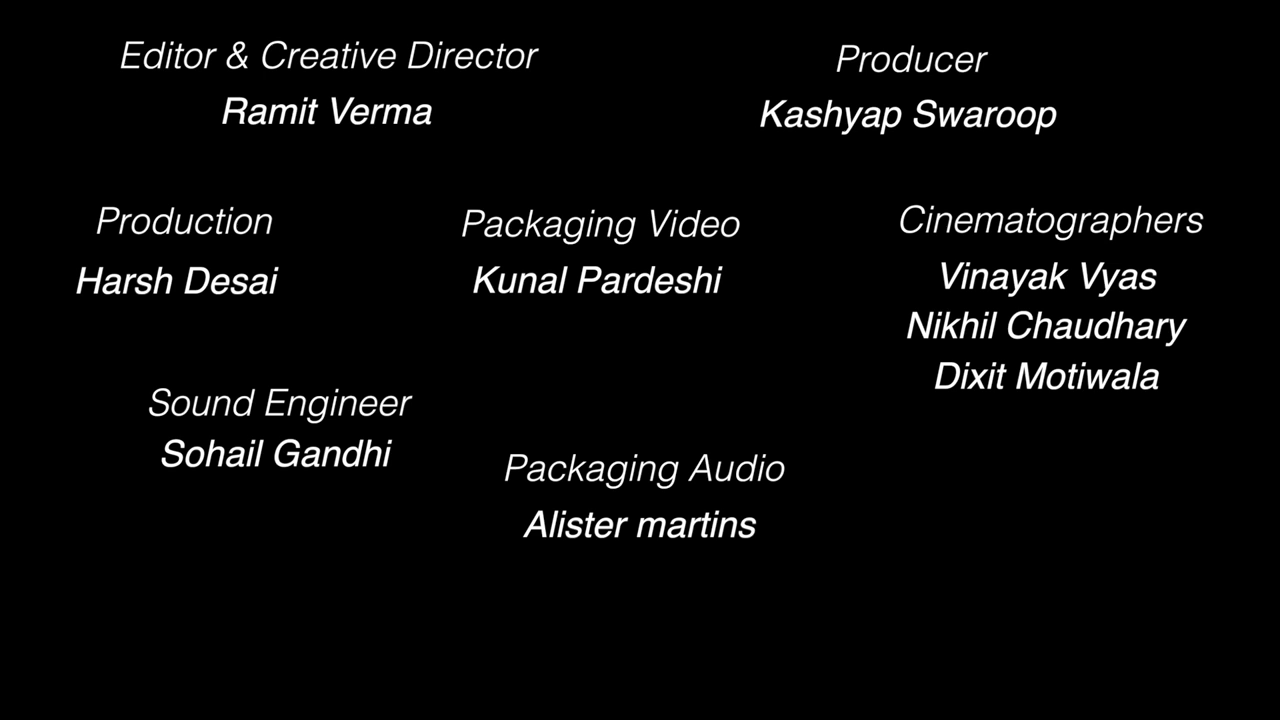 Editor & Creative Director
Ramit Verma
Producer
Kashyap Swaroop
Production
Harsh Desai
Packaging Video
Kunal Pardeshi
Cinematographers
Vinayak Vyas
Nikhil Chaudhary
Dixit Motiwala
Sound Engineer
Sohail Gandhi
Packaging Audio
Alister martins